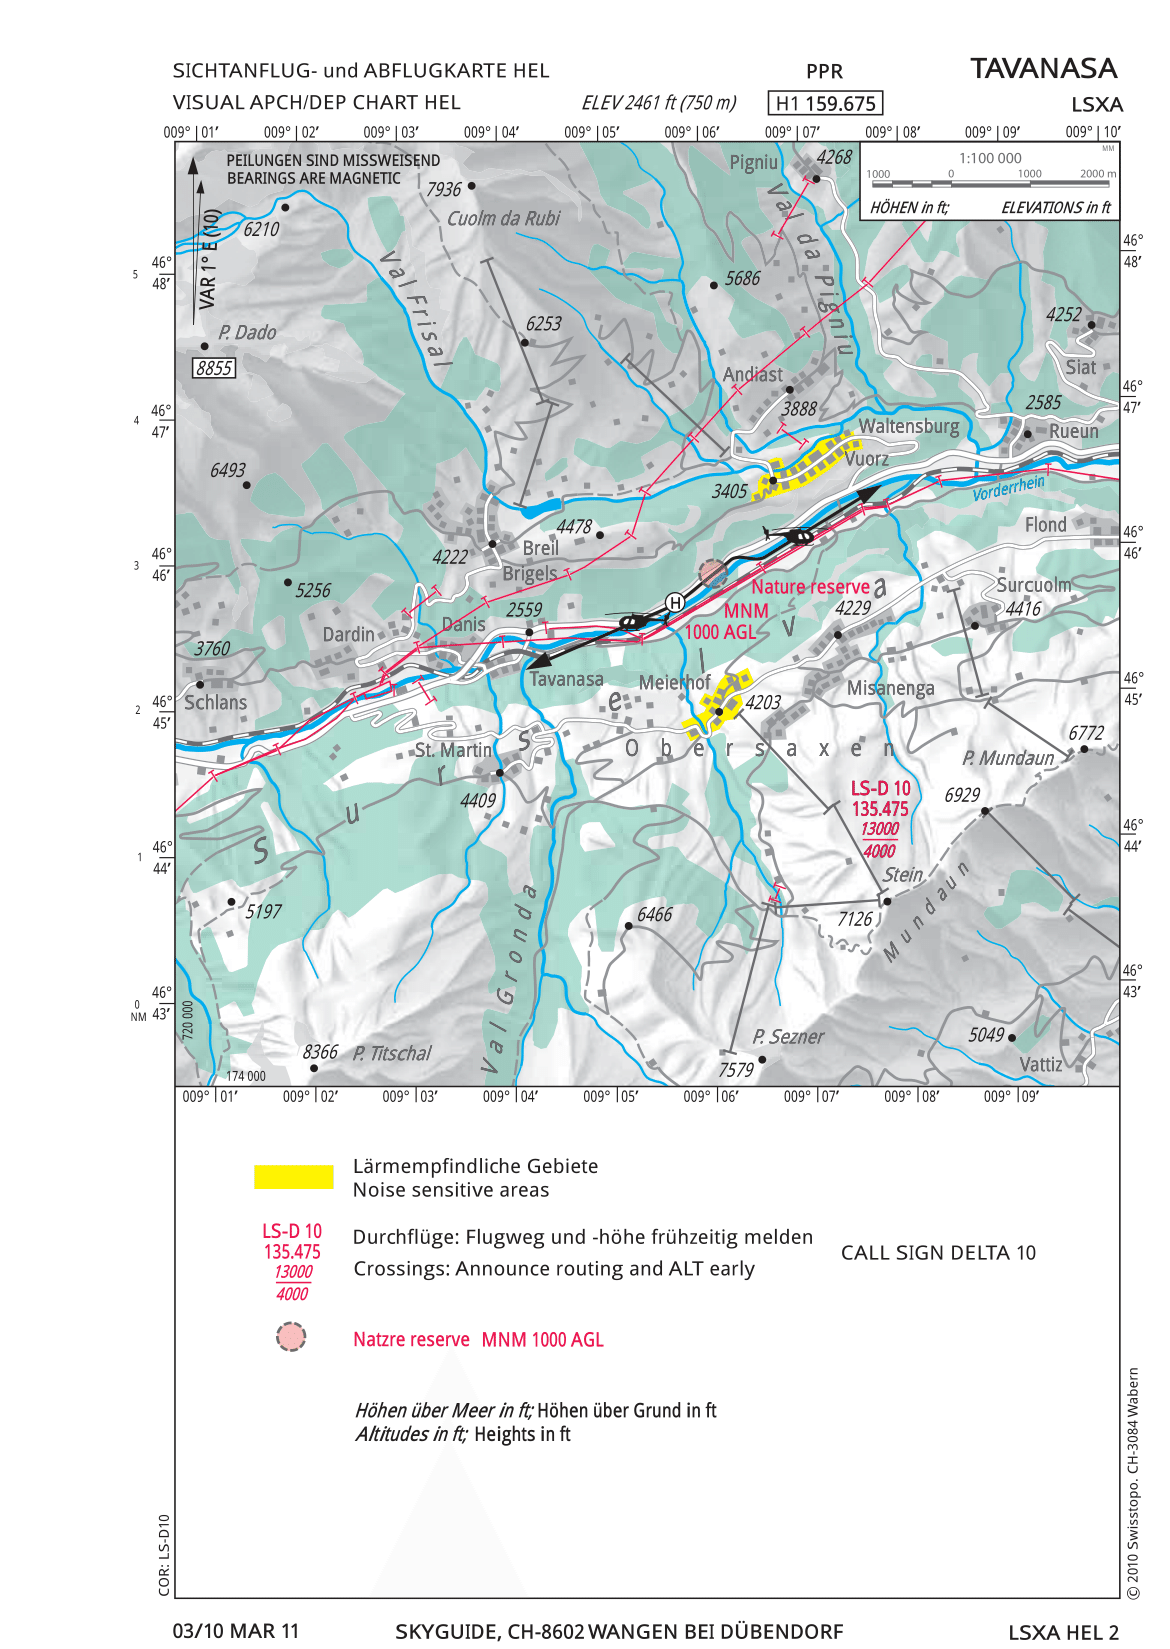 SICHTANFLUG- und ABFLUGKARTE HEL
PPR
TAVANASA
VISUAL APCH/DEP CHART HEL
ELEV 2461 ft (750 m)
H1 159.675
LSXA
009° 01′
009° 02′
009° 03′
009° 04′
009° 05′
009° 06′
009° 07′
009° 08′
009° 09′
009° 10′
PEILUNGEN SIND MISSWEISEND
BEARINGS ARE MAGNETIC
VAR 1° E (10)
MM
1:100 000
1000
0
1000
2000 m
HÖHEN in ft;
ELEVATIONS in ft
Pigniu
4268
7936
Cuolm da Rubi
6210
Val Frisal
Val da Pigniu
5
46°
48′
46°
48′
5686
6253
4252
Siat
P. Dado
8855
Andiast
3888
2585
Rueun
4
46°
47′
46°
47′
Waltensburg
Vuorz
6493
3405
Vorderrhein
4478
Flond
4222
Breil
Brigels
3
46°
46′
46°
46′
5256
Nature reserve
MNM
1000 AGL
H
Surcuolm
4416
4229
2559
Danis
Dardin
3760
Schlans
Tavanasa
Meierhof
4203
Misanenga
2
46°
45′
46°
45′
Surselva
Obersaxen
St. Martin
4409
6772
P. Mundaun
6929
LS-D 10
135.475
13000
4000
1
46°
44′
46°
44′
Stein
7126
Mundaun
5197
6466
Val Gronda
0
NM
46°
43′
46°
43′
720 000
174 000
8366
P. Titschal
P. Sezner
7579
5049
Vattiz
009° 01′
009° 02′
009° 03′
009° 04′
009° 05′
009° 06′
009° 07′
009° 08′
009° 09′
Lärmempfindliche Gebiete
Noise sensitive areas
LS-D 10
135.475
13000
4000
Durchflüge: Flugweg und -höhe frühzeitig melden
Crossings: Announce routing and ALT early
CALL SIGN DELTA 10
Natzre reserve MNM 1000 AGL
Höhen über Meer in ft; Höhen über Grund in ft
Altitudes in ft; Heights in ft
COR: LS-D10
© 2010 Swisstopo. CH-3084 Wabern
03/10 MAR 11
SKYGUIDE, CH-8602 WANGEN BEI DÜBENDORF
LSXA HEL 2